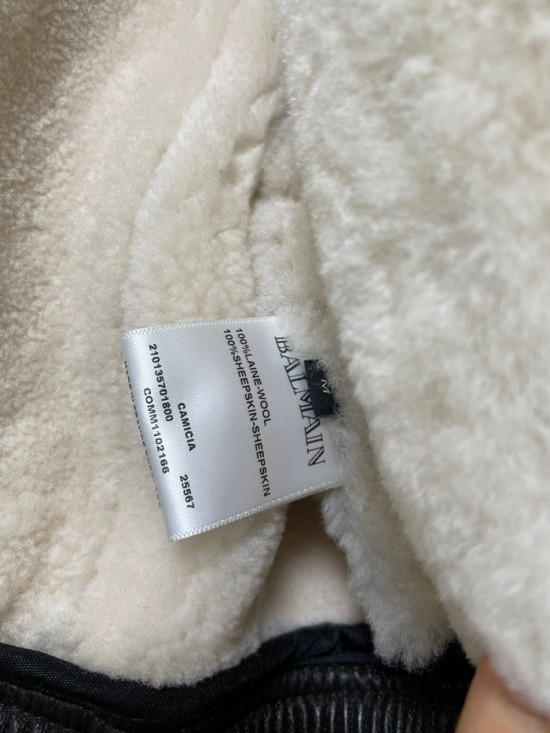 BALMAIN
M
100%LAINE-WOOL
100%SHEEPSKIN-SHEEPSKIN
CAMICIA 25567
210135701800
COMM1102166